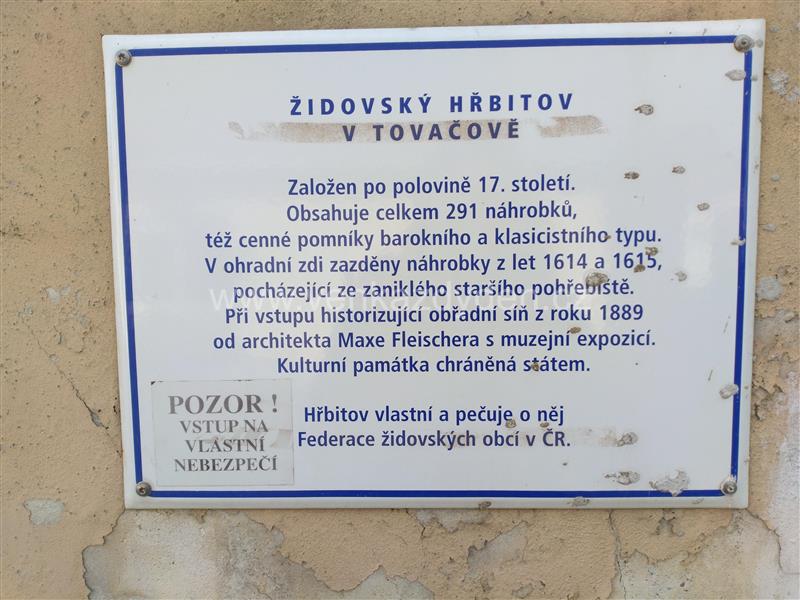 ŽIDOVSKÝ HŘBITOV
V TOVAČOVĚ
Založen po polovině 17. století.
Obsahuje celkem 291 náhrobků,
též cenné pomníky barokního a klasicistního typu.
V ohradní zdi zazděny náhrobky z let 1614 a 1615,
pocházející ze zaniklého staršího pohřebiště.
Při vstupu historizující obřadní síň z roku 1889
od architekta Maxe Fleischera s muzejní expozicí.
Kulturní památka chráněná státem.
Hřbitov vlastní a pečuje o něj
Federace židovských obcí v ČR.
POZOR !
VSTUP NA
VLASTNÍ
NEBEZPEČÍ